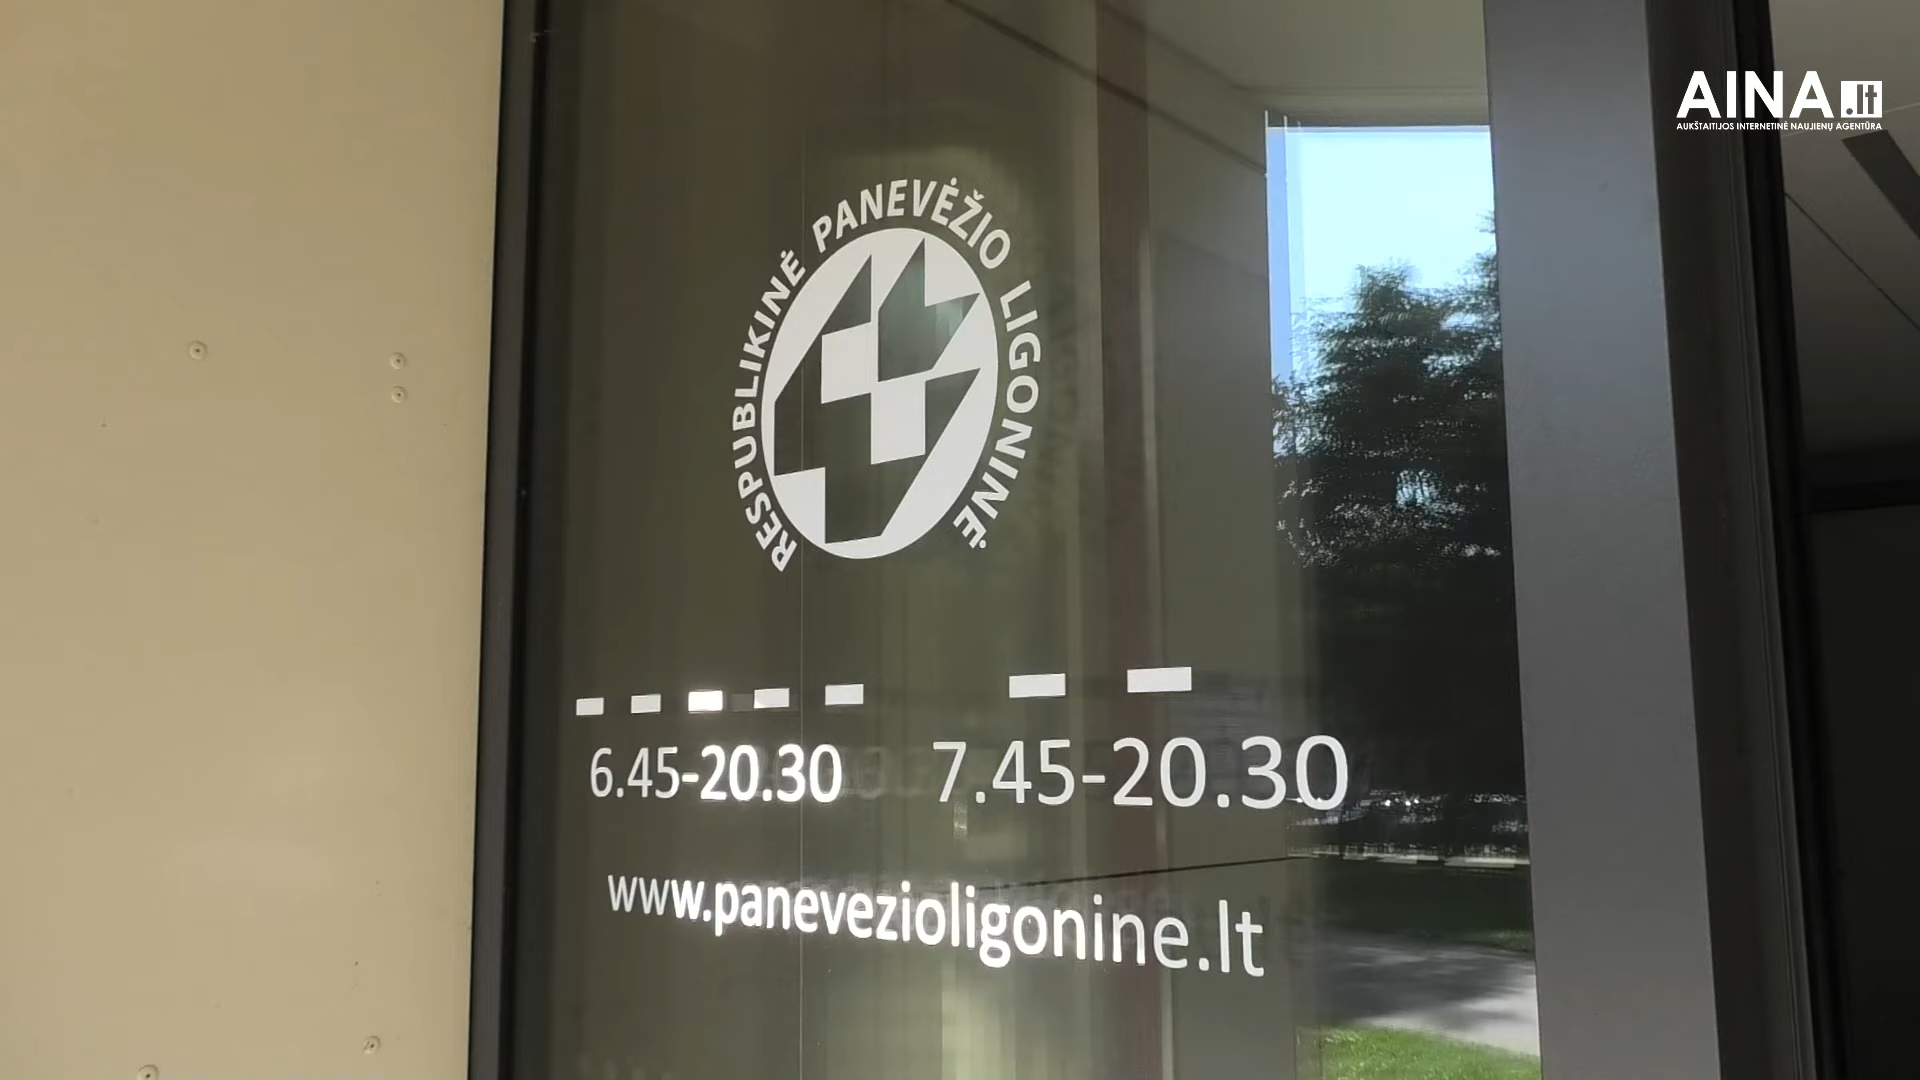 AINA.lt
AUKŠTAITIJOS INTERNETINĖ NAUJIENŲ AGENTŪRA
RESPUBLIKINĖ PANEVĖŽIO LIGONINĖ
6.45-20.30 7.45-20.30
www.panevezioligonine.lt